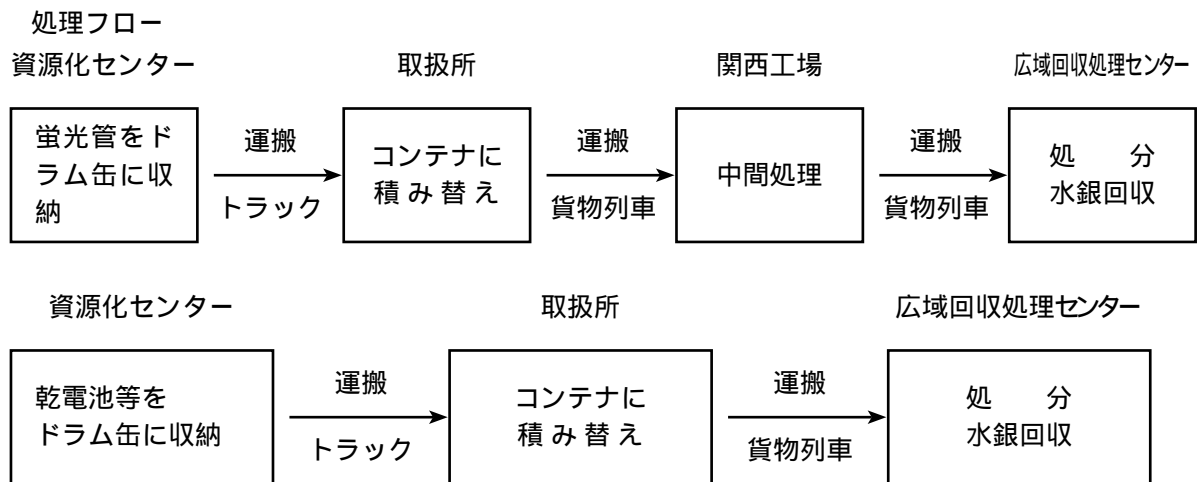 処理フロー
資源化センター 取扱所 関西工場 広域回収処理センター
蛍光管をド
ラム缶に収
納
運搬
トラック
コンテナに
積み替え
運搬
貨物列車
中間処理
運搬
貨物列車
処　分
水銀回収
資源化センター 取扱所 広域回収処理センター
乾電池等を
ドラム缶に収納
運搬
トラック
コンテナに
積み替え
運搬
貨物列車
処　分
水銀回収